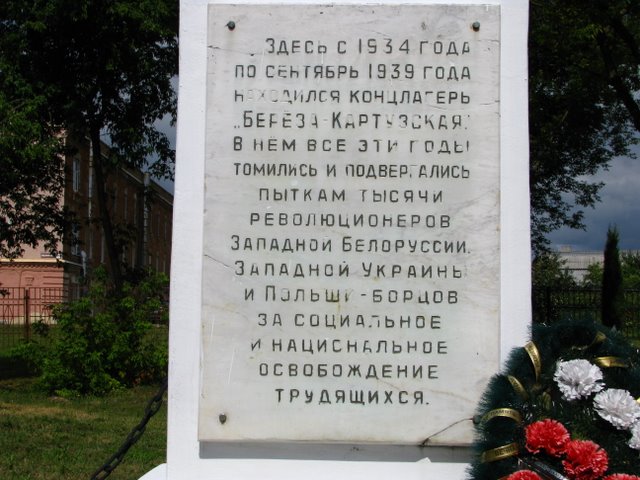 Здесь с 1934 года
по сентябрь 1939 года
находился концлагерь
„Берёза-Картузская."
В нем все эти годы
томились и подвергались
пыткам тысячи
революционеров
Западной Белоруссии,
Западной Украины
и Польши-борцов
за социальное
и национальное
освобождение
трудящихся.